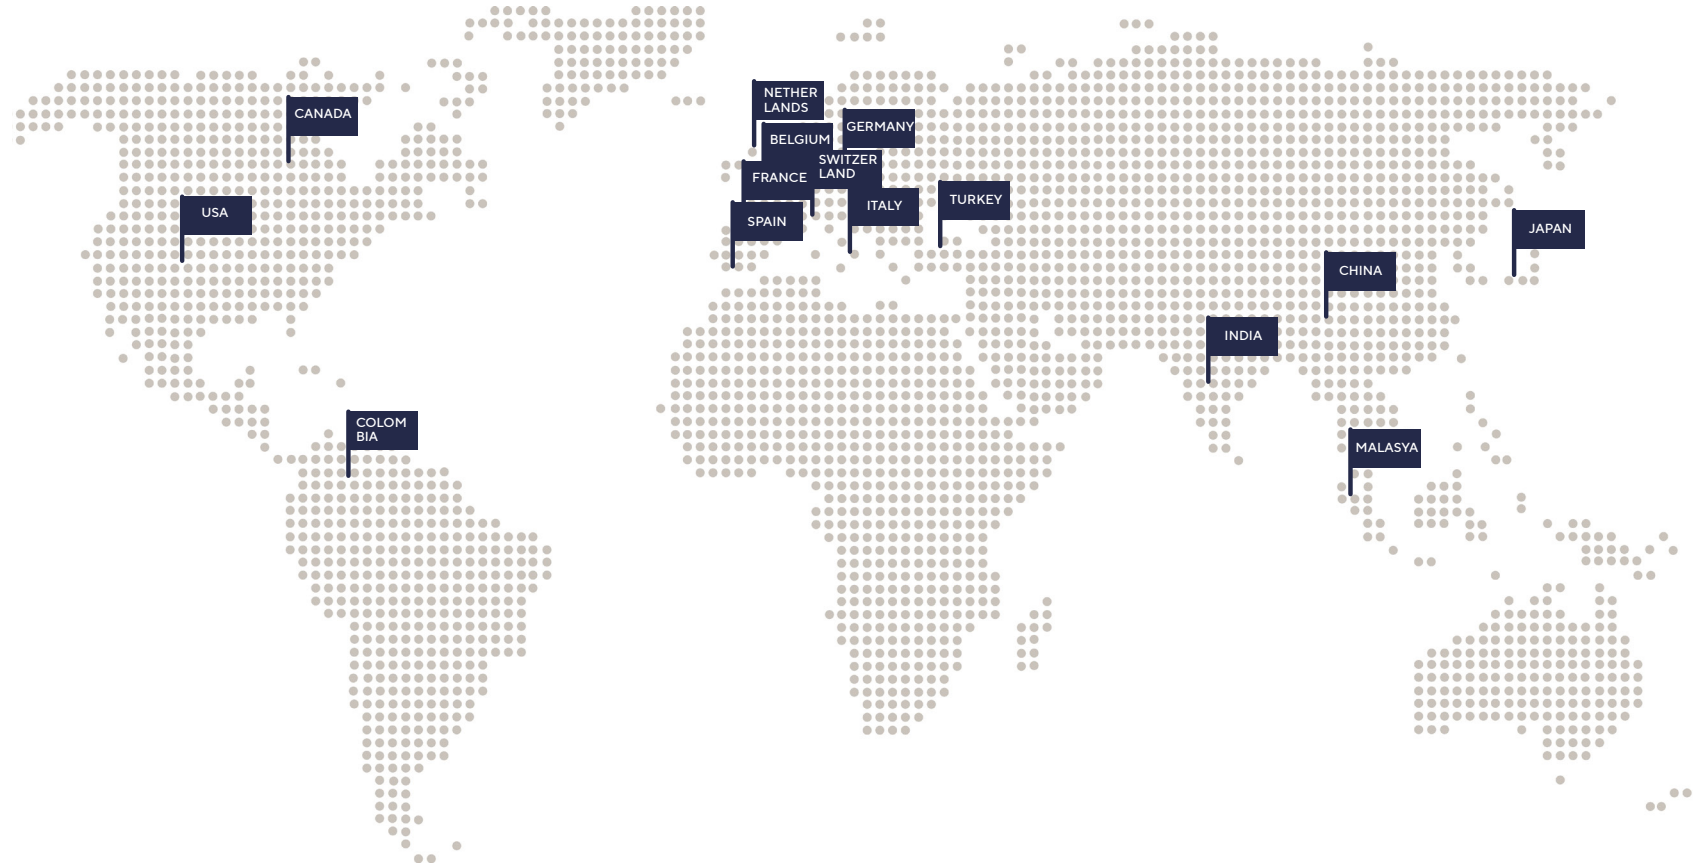 NETHER
LANDS
CANADA
GERMANY
BELGIUM
SWITZER
LAND
FRANCE
TURKEY
ITALY
USA
SPAIN
JAPAN
CHINA
INDIA
COLOM
BIA
MALASYA